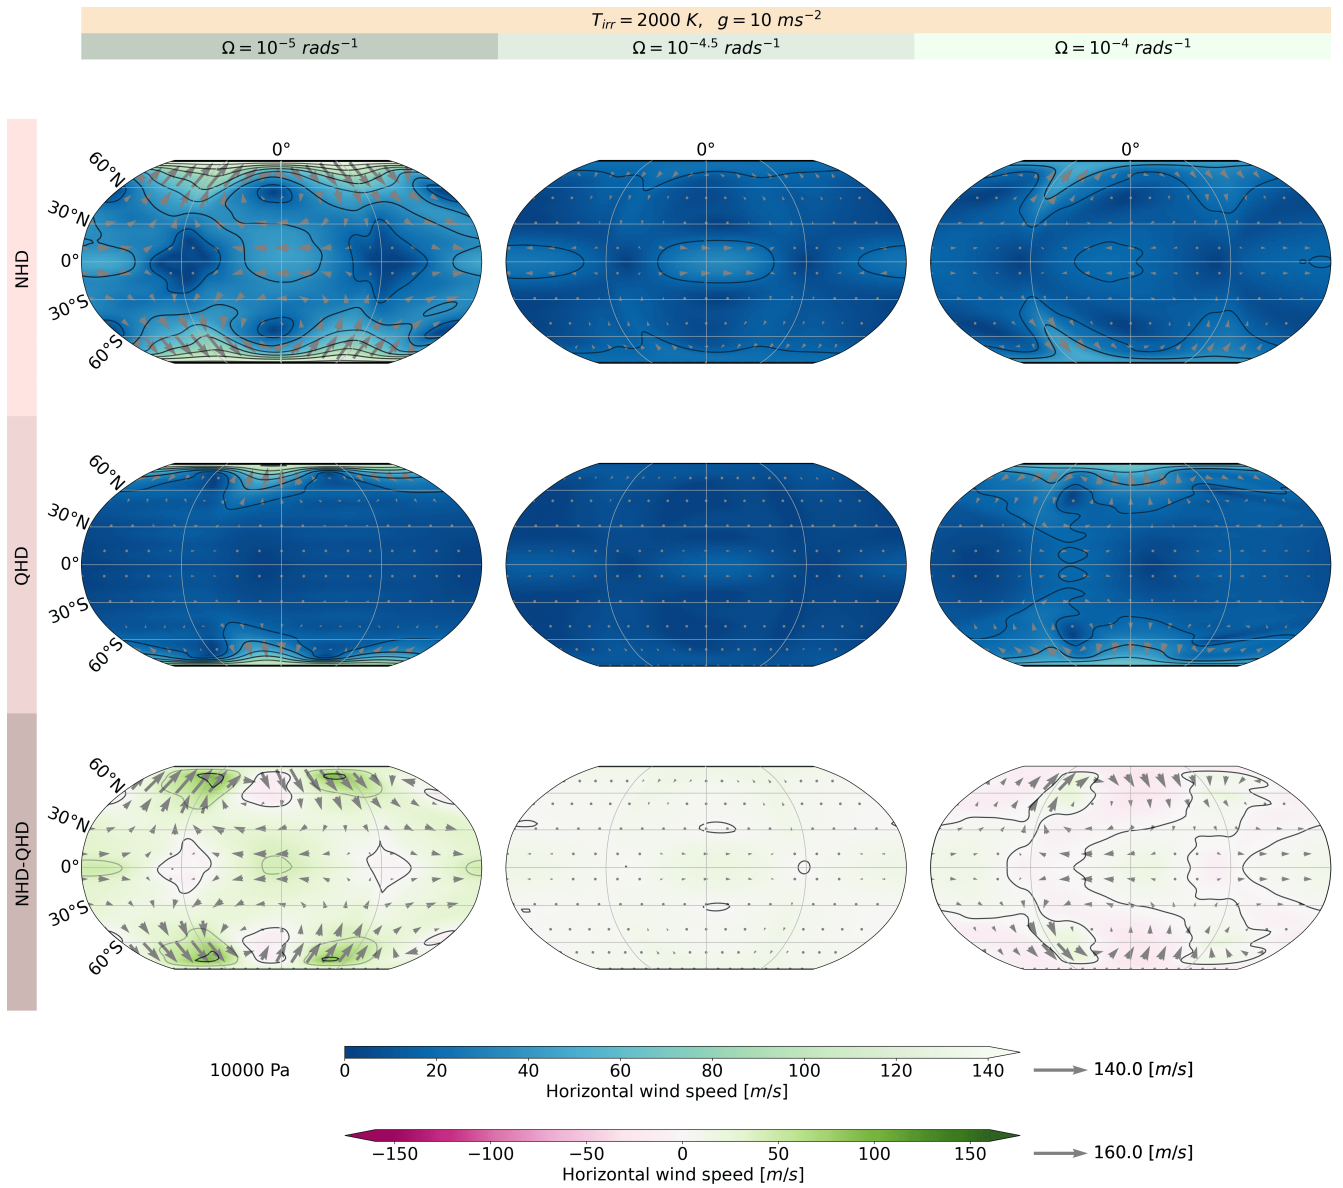 T_irr = 2000 K, g = 10 ms⁻²
Ω = 10⁻⁵ rads⁻¹ Ω = 10⁻⁴·⁵ rads⁻¹ Ω = 10⁻⁴ rads⁻¹
0° 0° 0°
60°N
30°N
NHD 0°
30°S
60°S
60°N
30°N
QHD 0°
30°S
60°S
60°N
30°N
NHD-QHD 0°
30°S
60°S
10000 Pa 0 20 40 60 80 100 120 140 140.0 [m/s]
Horizontal wind speed [m/s]
−150 −100 −50 0 50 100 150 160.0 [m/s]
Horizontal wind speed [m/s]